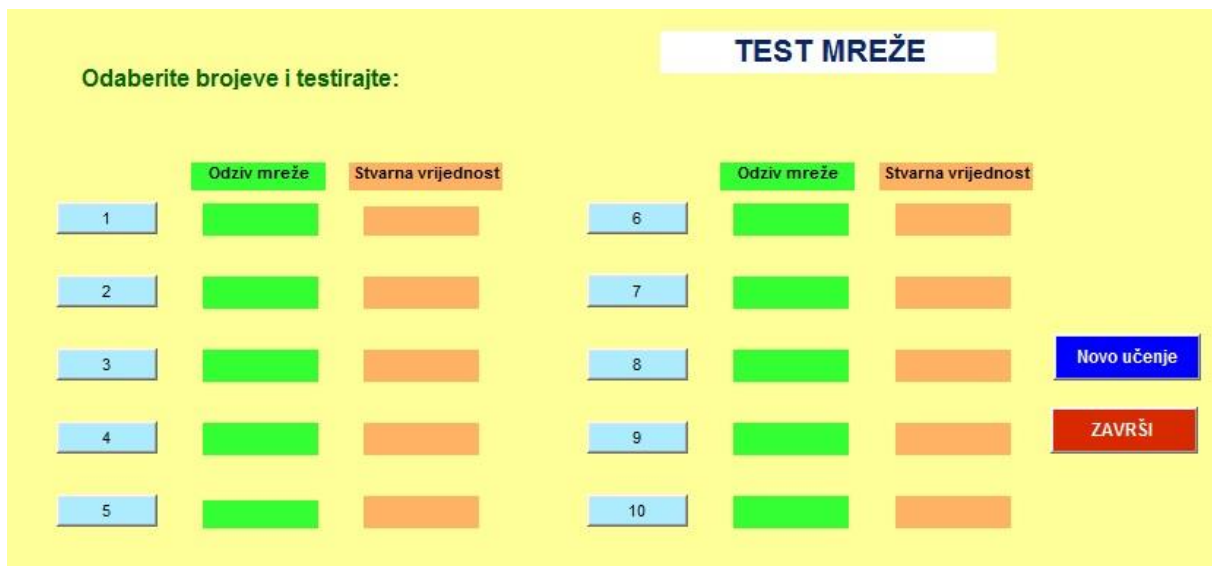 TEST MREŽE
Odaberite brojeve i testirajte:
Odziv mreže Stvarna vrijednost Odziv mreže Stvarna vrijednost
1 6
2 7
3 8
Novo učenje
4 9
ZAVRŠI
5 10